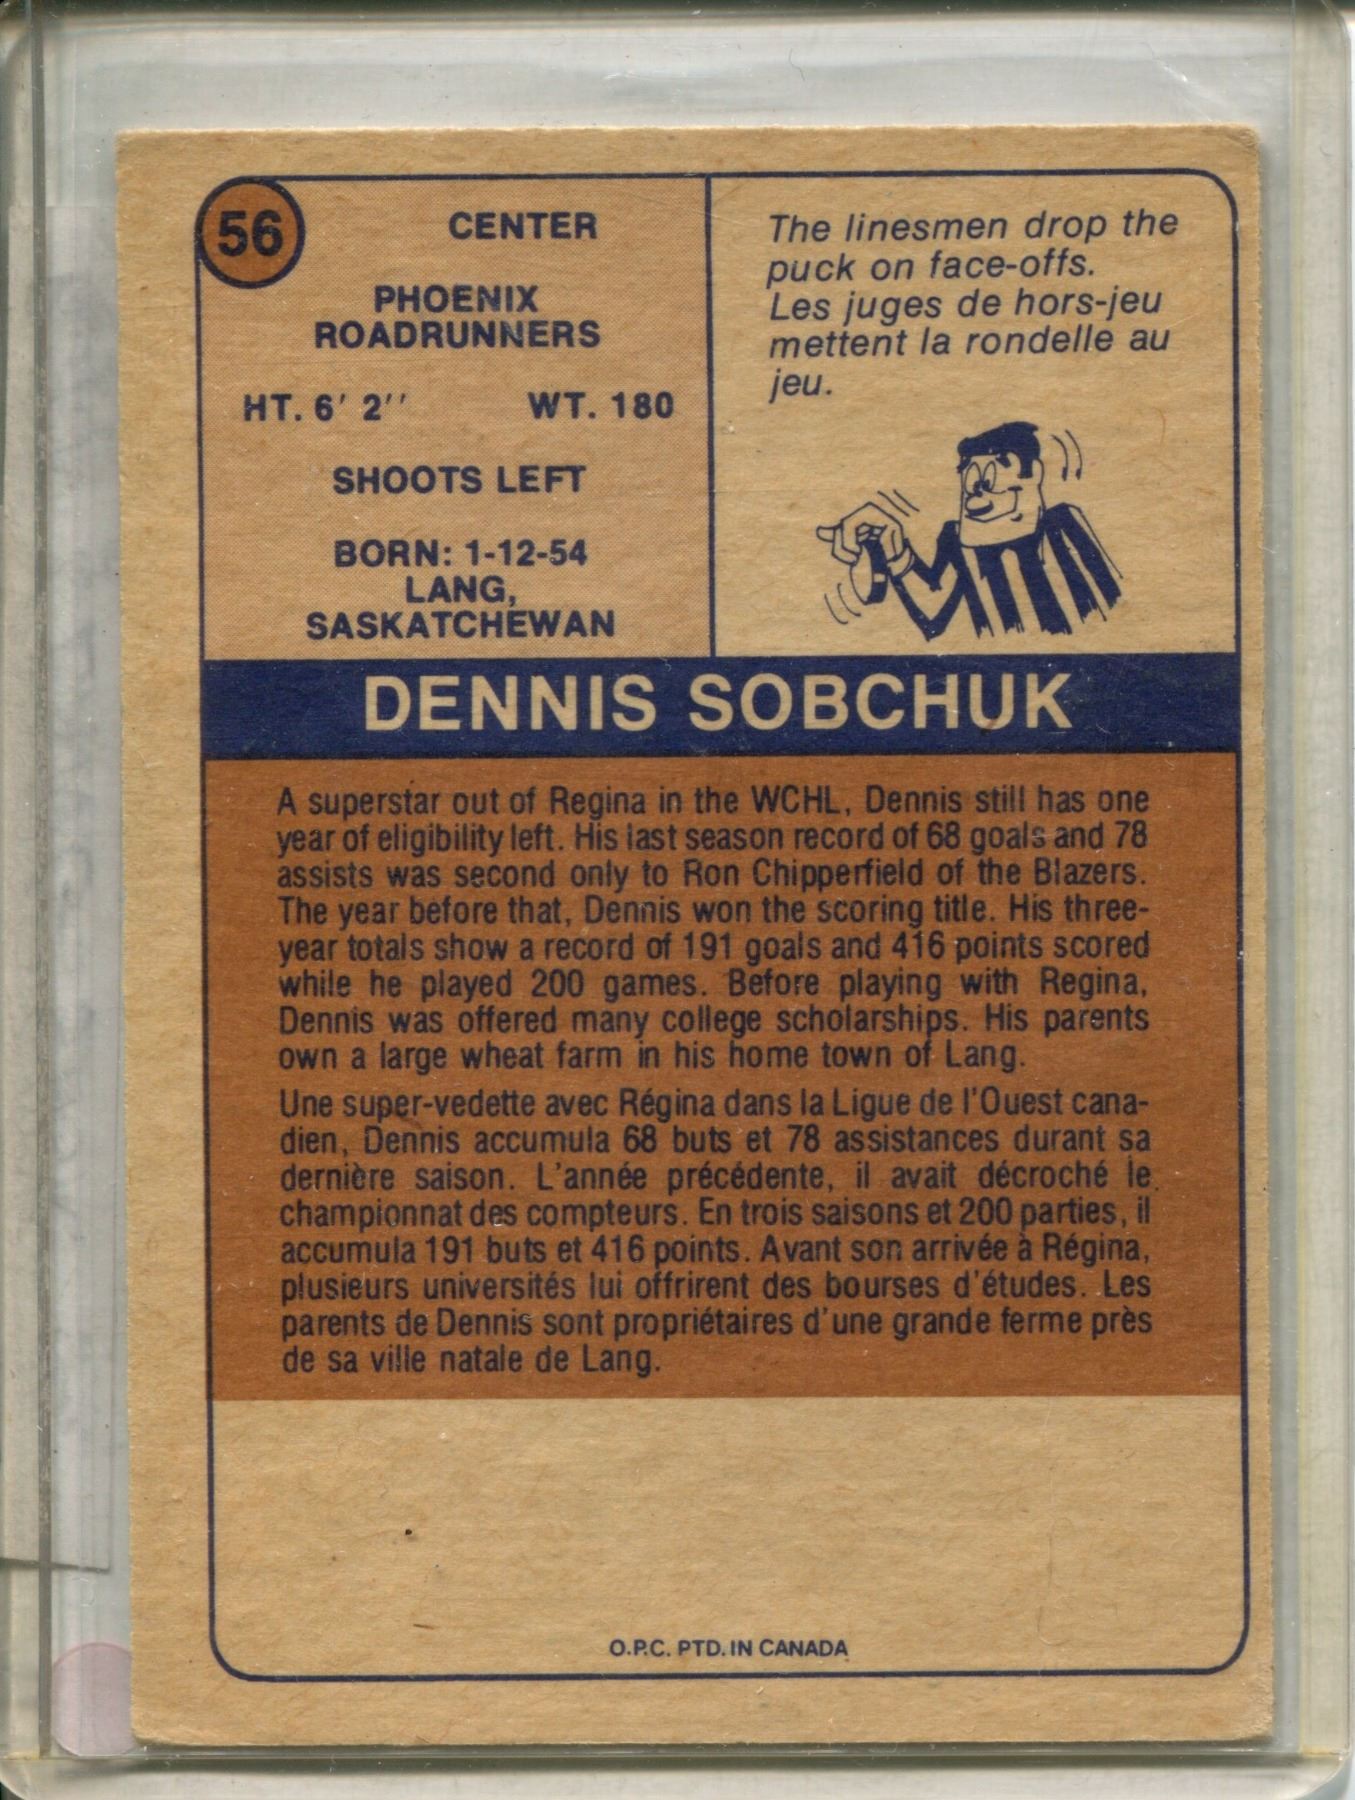 56
CENTER
PHOENIX
ROADRUNNERS
HT. 6' 2'' WT. 180
SHOOTS LEFT
BORN: 1-12-54
LANG,
SASKATCHEWAN
The linesmen drop the
puck on face-offs.
Les juges de hors-jeu
mettent la rondelle au
jeu.
DENNIS SOBCHUK
A superstar out of Regina in the WCHL, Dennis still has one
year of eligibility left. His last season record of 68 goals and 78
assists was second only to Ron Chipperfield of the Blazers.
The year before that, Dennis won the scoring title. His three-
year totals show a record of 191 goals and 416 points scored
while he played 200 games. Before playing with Regina,
Dennis was offered many college scholarships. His parents
own a large wheat farm in his home town of Lang.
Une super-vedette avec Régina dans la Ligue de l'Ouest cana-
dien, Dennis accumula 68 buts et 78 assistances durant sa
dernière saison. L'année précédente, il avait décroché le
championnat des compteurs. En trois saisons et 200 parties, il
accumula 191 buts et 416 points. Avant son arrivée à Régina,
plusieurs universités lui offrirent des bourses d'études. Les
parents de Dennis sont propriétaires d'une grande ferme près
de sa ville natale de Lang.
O.P.C. PTD. IN CANADA